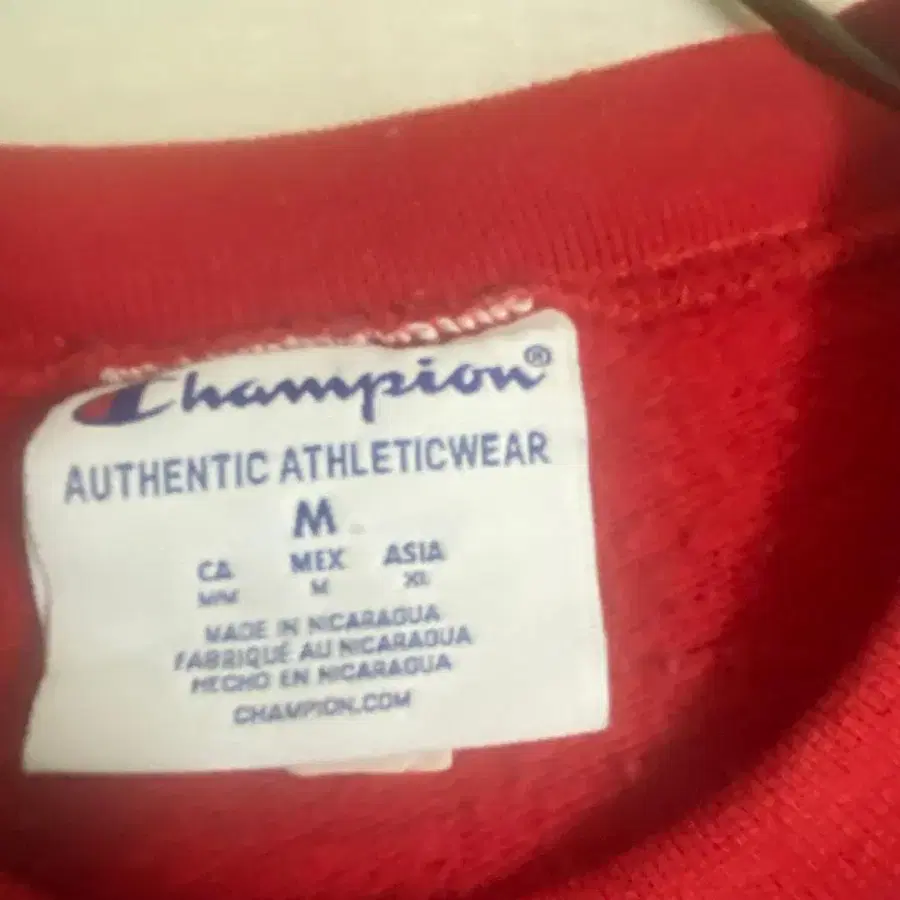 Champion®
AUTHENTIC ATHLETICWEAR
M
CA MEX ASIA
M/M M XL
MADE IN NICARAGUA
FABRIQUÉ AU NICARAGUA
HECHO EN NICARAGUA
CHAMPION.COM